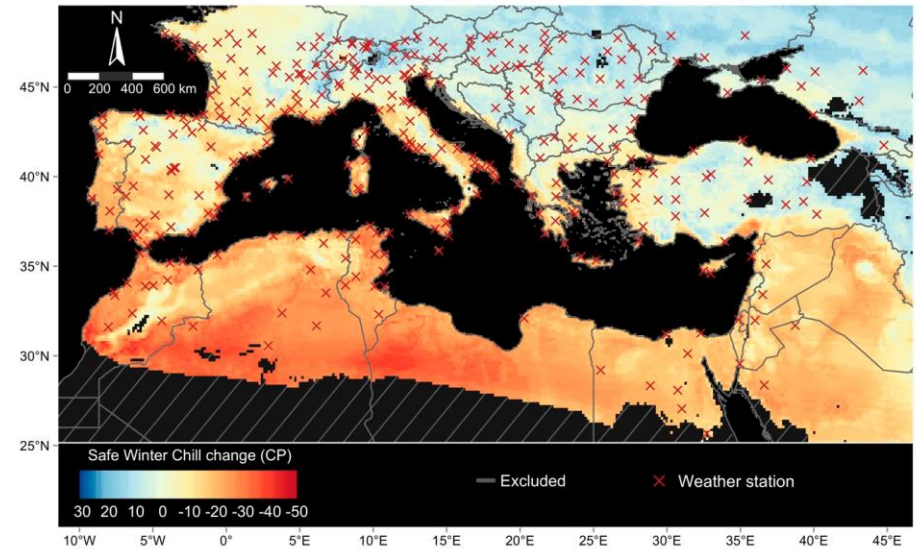 N
0 200 400 600 km
45°N
40°N
35°N
30°N
25°N
Safe Winter Chill change (CP)
30 20 10 0 -10 -20 -30 -40 -50
Excluded
Weather station
10°W 5°W 0° 5°E 10°E 15°E 20°E 25°E 30°E 35°E 40°E 45°E